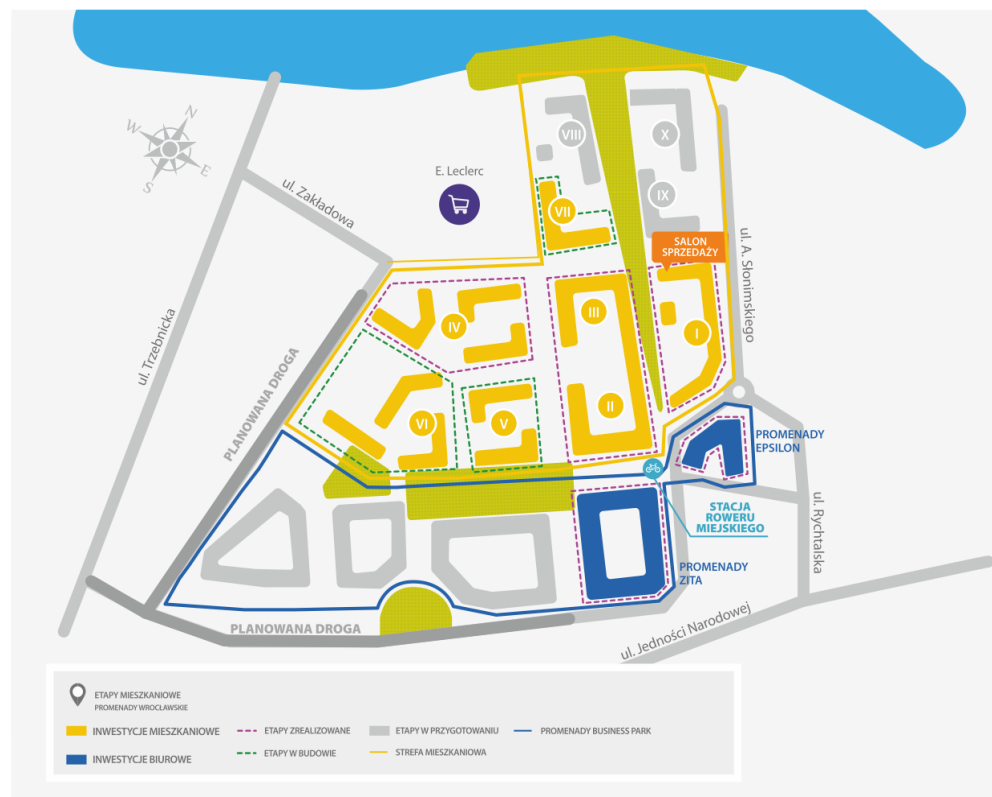 N
W
E
S
E. Leclerc
ul. Zakładowa
ul. Trzebnicka
VIII
X
IX
VII
SALON
SPRZEDAŻY
ul. A. Słonimskiego
IV
III
I
PLANOWANA DROGA
VI
V
II
PROMENADY
EPSILON
STACJA
ROWERU
MIEJSKIEGO
ul. Rychtalska
PROMENADY
ZITA
PLANOWANA DROGA
ul. Jedności Narodowej
ETAPY MIESZKANIOWE
PROMENADY WROCŁAWSKIE
INWESTYCJE MIESZKANIOWE
ETAPY ZREALIZOWANE
ETAPY W PRZYGOTOWANIU
PROMENADY BUSINESS PARK
INWESTYCJE BIUROWE
ETAPY W BUDOWIE
STREFA MIESZKANIOWA